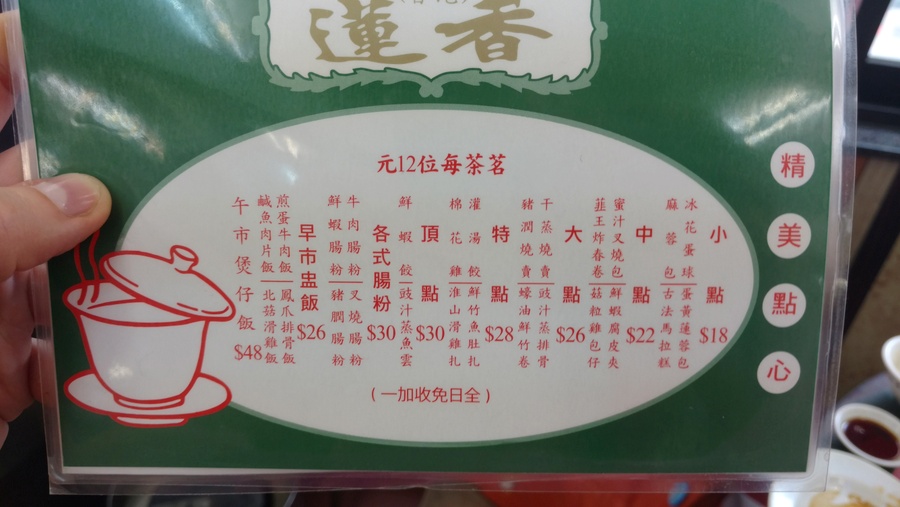 蓮香
精美點心
茗茶每位12元
小點 $18
冰花蛋球
蛋黃蓮蓉包
麻蓉包
古法馬拉糕
中點 $22
蜜汁叉燒包
鮮蝦腐皮夾
韮王炸春卷
菇粒雞包仔
大點 $26
干蒸燒賣
豉汁蒸排骨
豬潤燒賣
蠔油鮮竹卷
特點 $28
灌湯餃
鮮竹魚肚扎
棉花雞
淮山滑雞扎
頂點 $30
鮮蝦餃
豉汁蒸魚雲
各式腸粉 $30
牛肉腸粉
叉燒腸粉
鮮蝦腸粉
豬潤腸粉
早市盅飯 $26
煎蛋牛肉飯
鳳爪排骨飯
鹹魚肉片飯
北菇滑雞飯
午市煲仔飯 $48
(全日免收加一)